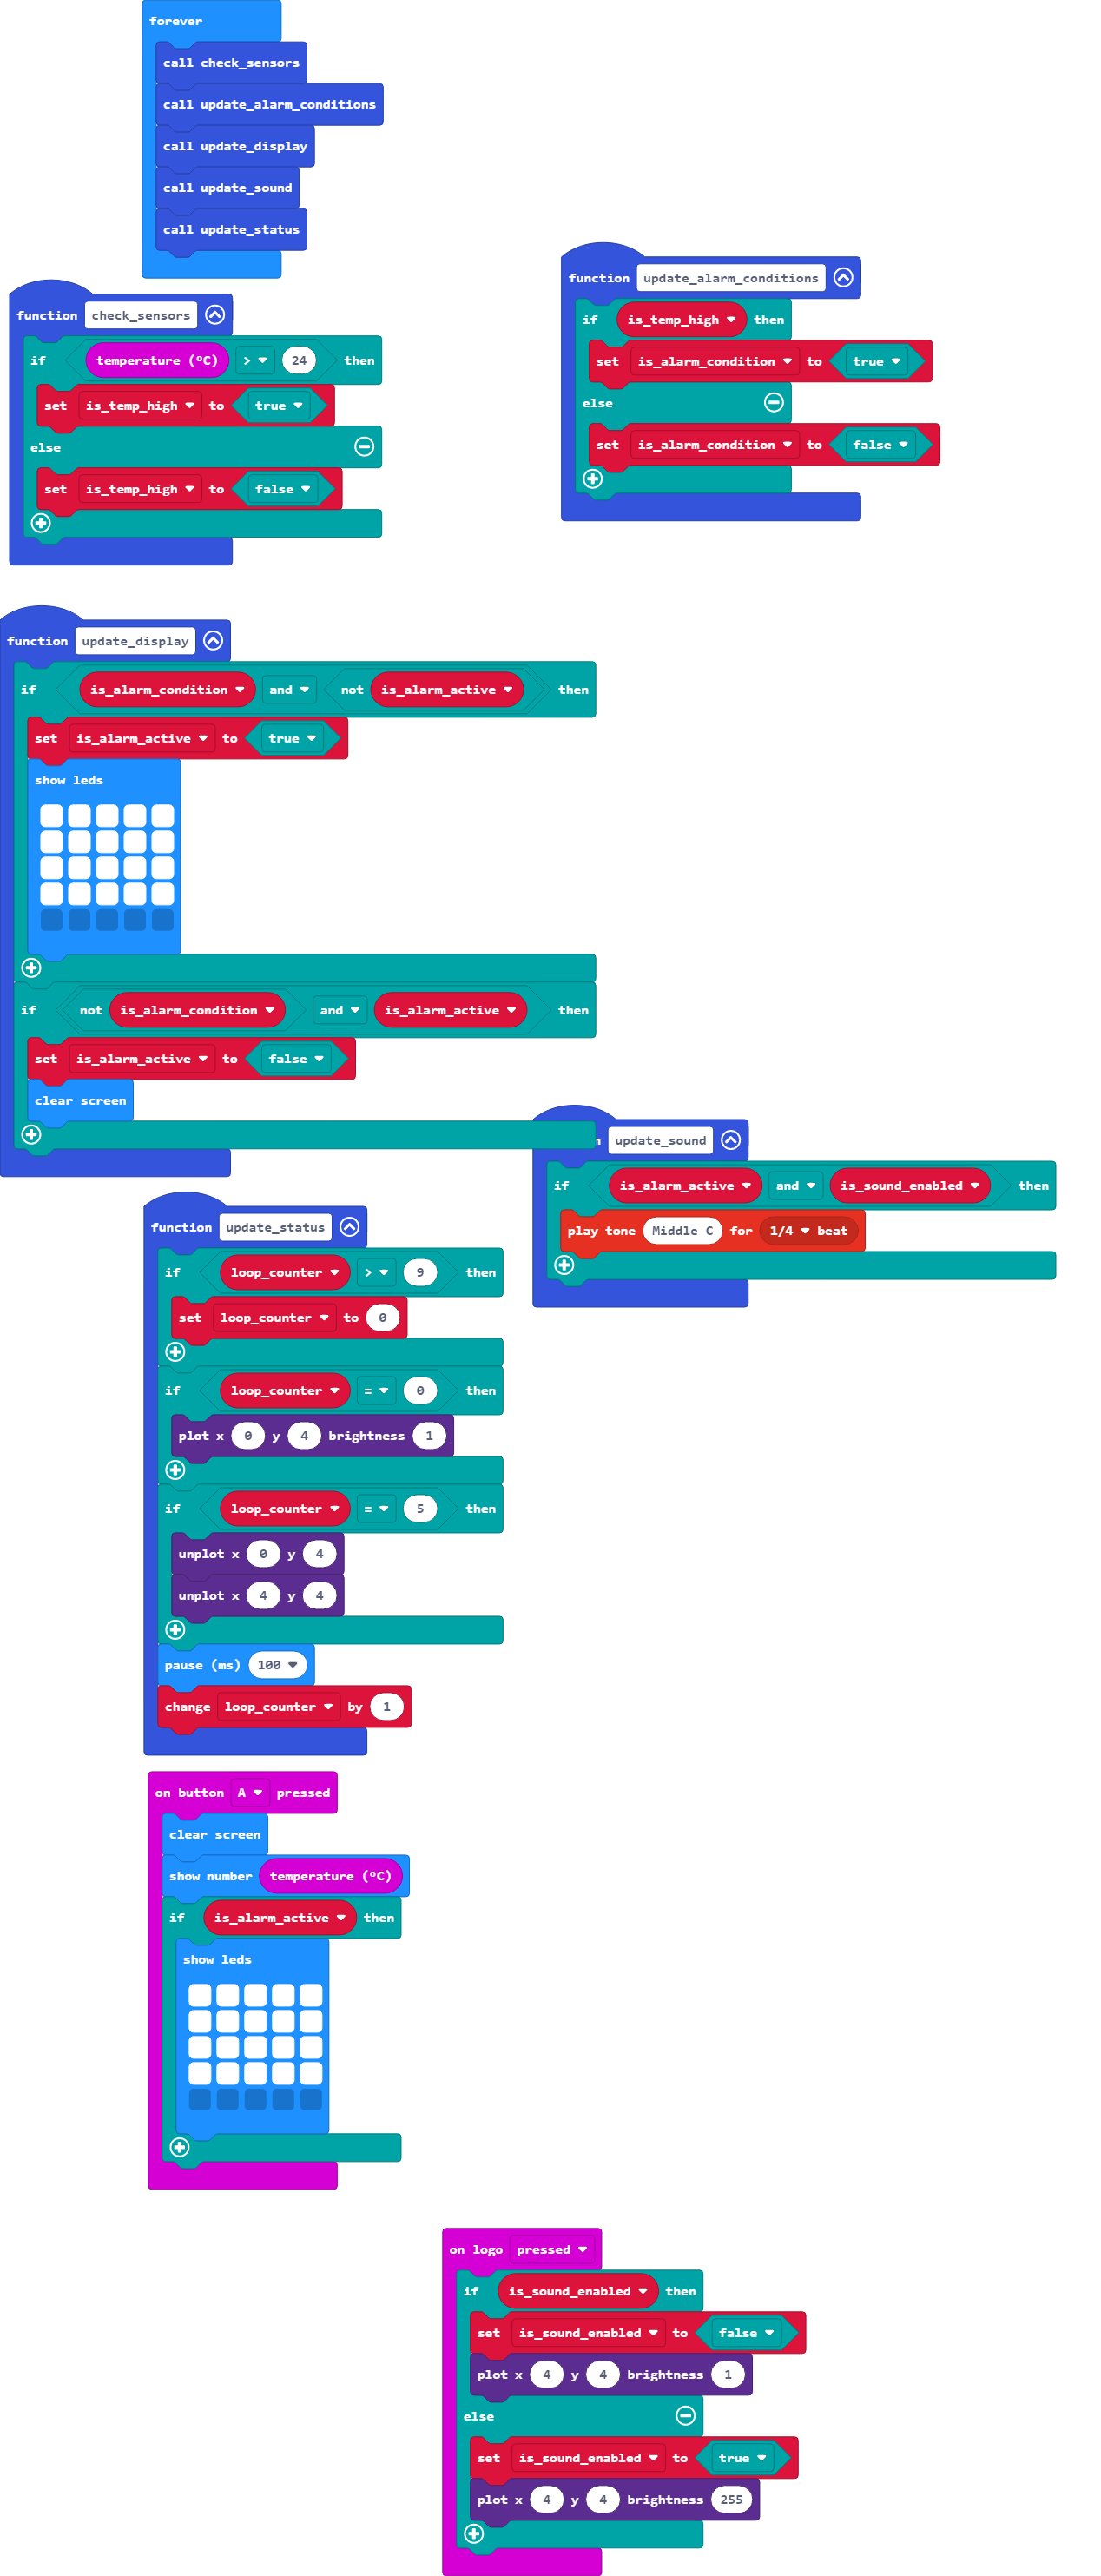 forever
call check_sensors
call update_alarm_conditions
call update_display
call update_sound
call update_status
function check_sensors
if temperature (ºC) > 24 then
set is_temp_high to true
else
set is_temp_high to false
function update_alarm_conditions
if is_temp_high then
set is_alarm_condition to true
else
set is_alarm_condition to false
function update_display
if is_alarm_condition and not is_alarm_active then
set is_alarm_active to true
show leds
if not is_alarm_condition and is_alarm_active then
set is_alarm_active to false
clear screen
n update_sound
if is_alarm_active and is_sound_enabled then
play tone Middle C for 1/4 beat
function update_status
if loop_counter > 9 then
set loop_counter to 0
if loop_counter = 0 then
plot x 0 y 4 brightness 1
if loop_counter = 5 then
unplot x 0 y 4
unplot x 4 y 4
pause (ms) 100
change loop_counter by 1
on button A pressed
clear screen
show number temperature (ºC)
if is_alarm_active then
show leds
on logo pressed
if is_sound_enabled then
set is_sound_enabled to false
plot x 4 y 4 brightness 1
else
set is_sound_enabled to true
plot x 4 y 4 brightness 255